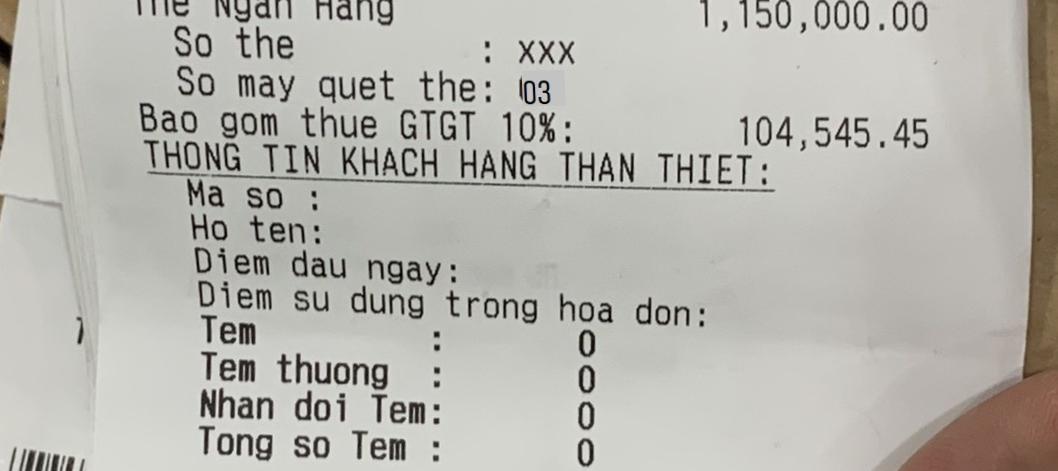 The Ngan Hang 1,150,000.00
So the : XXX
So may quet the: 03
Bao gom thue GTGT 10%: 104,545.45
THONG TIN KHACH HANG THAN THIET:
Ma so :
Ho ten:
Diem dau ngay:
Diem su dung trong hoa don:
Tem : 0
Tem thuong : 0
Nhan doi Tem: 0
Tong so Tem : 0